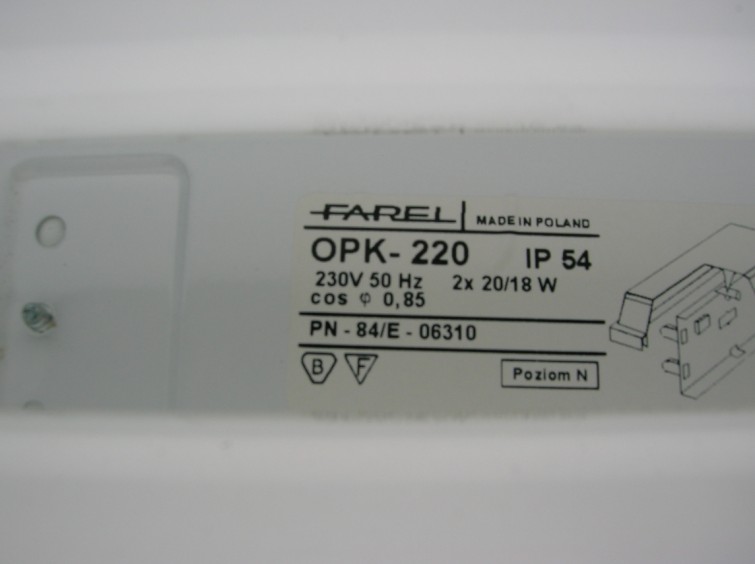 FAREL MADE IN POLAND
OPK- 220 IP 54
230V 50 Hz 2x 20/18 W
cos φ 0,85
PN - 84/E - 06310
B F Poziom N